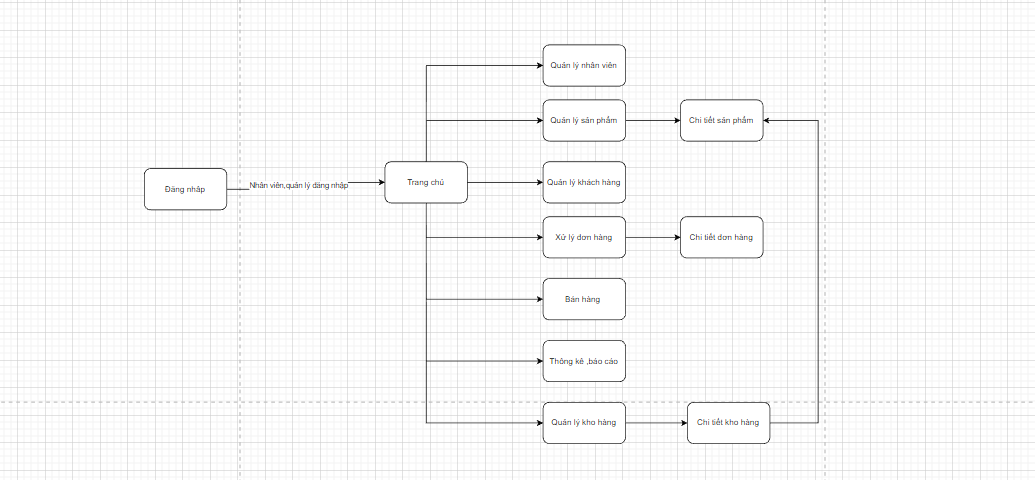 Quản lý nhân viên
Quản lý sản phẩm
Chi tiết sản phẩm
Đăng nhập
Nhân viên,quản lý đăng nhập
Trang chủ
Quản lý khách hàng
Xử lý đơn hàng
Chi tiết đơn hàng
Bán hàng
Thống kê ,báo cáo
Quản lý kho hàng
Chi tiết kho hàng